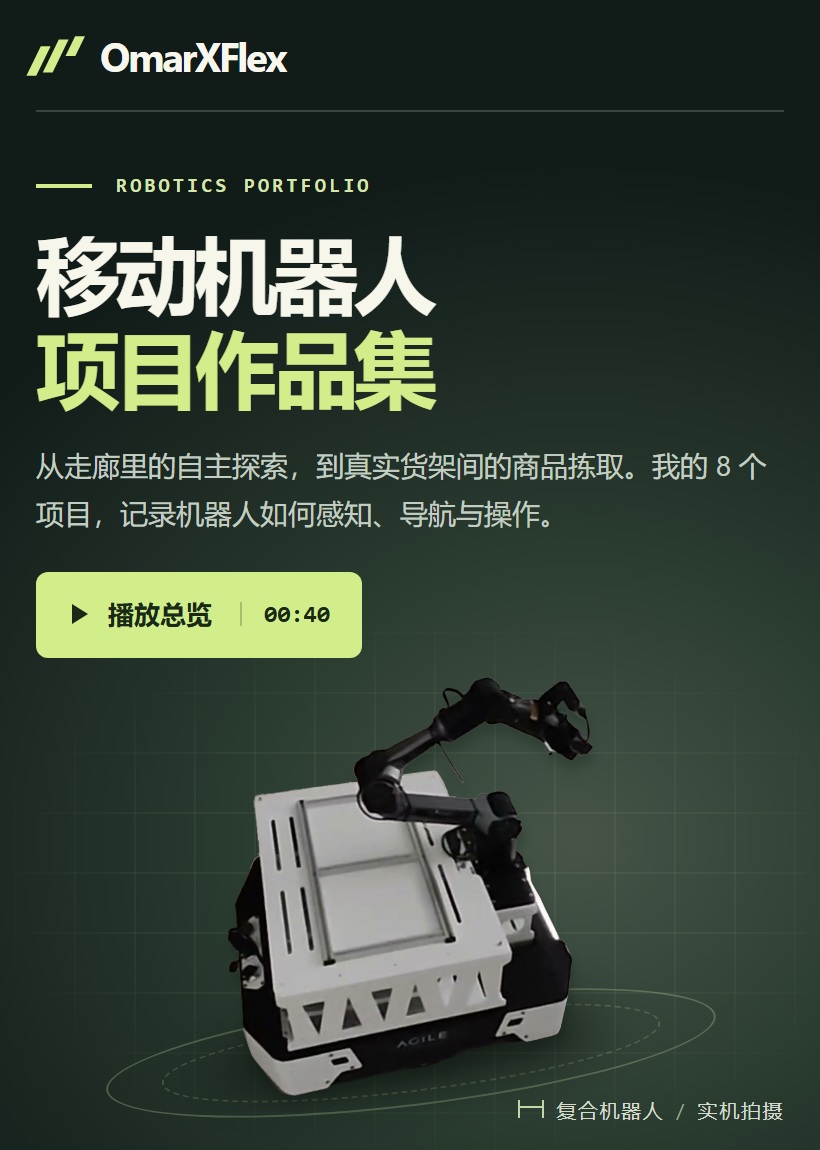 OmarXFlex
ROBOTICS PORTFOLIO
移动机器人
项目作品集
从走廊里的自主探索，到真实货架间的商品拣取。我的 8 个
项目，记录机器人如何感知、导航与操作。
播放总览 | 00:40
AGILE
复合机器人 / 实机拍摄